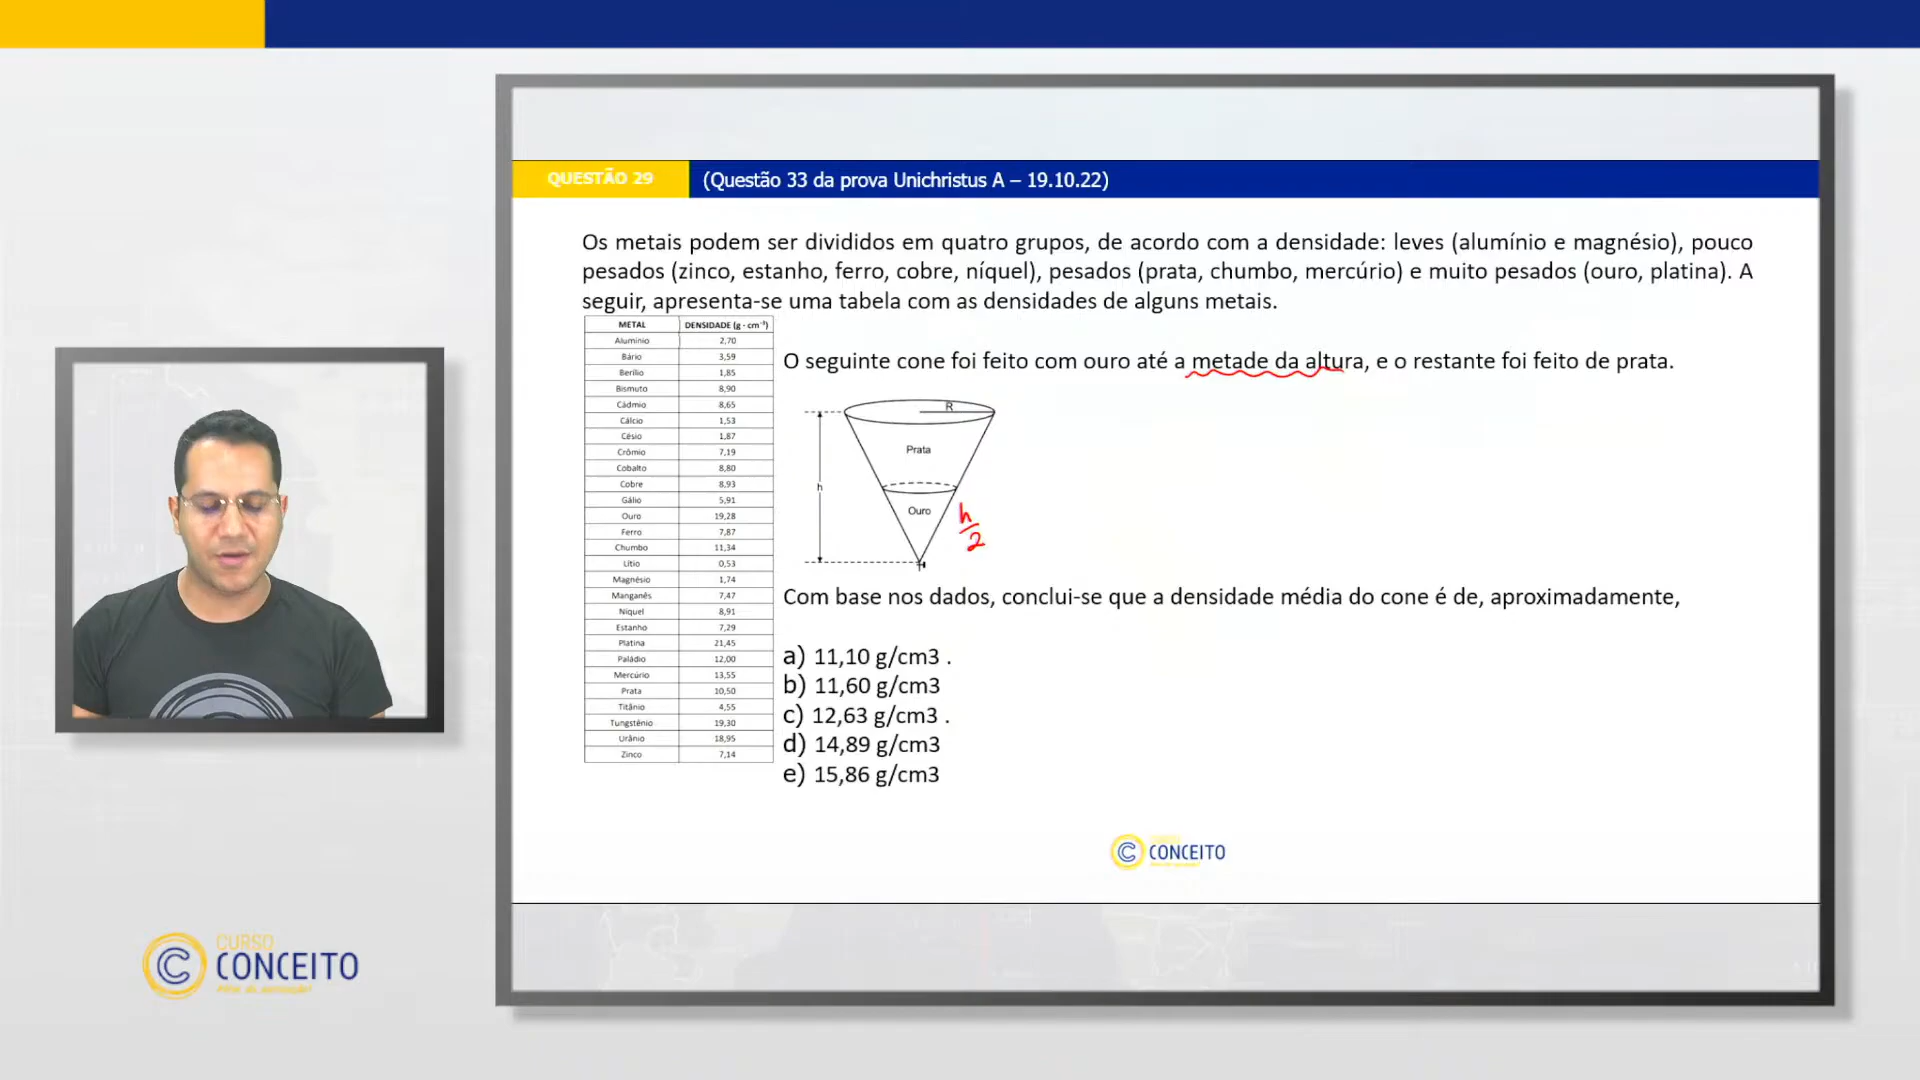 QUESTÃO 29
(Questão 33 da prova Unichristus A – 19.10.22)
Os metais podem ser divididos em quatro grupos, de acordo com a densidade: leves (alumínio e magnésio), pouco
pesados (zinco, estanho, ferro, cobre, níquel), pesados (prata, chumbo, mercúrio) e muito pesados (ouro, platina). A
seguir, apresenta-se uma tabela com as densidades de alguns metais.
METAL DENSIDADE (g · cm⁻³)
Alumínio 2,70
Bário 3,59
Berílio 1,85
Bismuto 8,90
Cádmio 8,65
Cálcio 1,53
Césio 1,87
Crômio 7,19
Cobalto 8,80
Cobre 8,93
Gálio 5,91
Ouro 19,28
Ferro 7,87
Chumbo 11,34
Lítio 0,53
Magnésio 1,74
Manganês 7,47
Níquel 8,91
Estanho 7,29
Platina 21,45
Paládio 12,00
Mercúrio 13,55
Prata 10,50
Titânio 4,55
Tungstênio 19,30
Urânio 18,95
Zinco 7,14
O seguinte cone foi feito com ouro até a metade da altura, e o restante foi feito de prata.
R
Prata
h
Ouro
h/2
Com base nos dados, conclui-se que a densidade média do cone é de, aproximadamente,
a) 11,10 g/cm3 .
b) 11,60 g/cm3
c) 12,63 g/cm3 .
d) 14,89 g/cm3
e) 15,86 g/cm3
CONCEITO
CURSO
CONCEITO